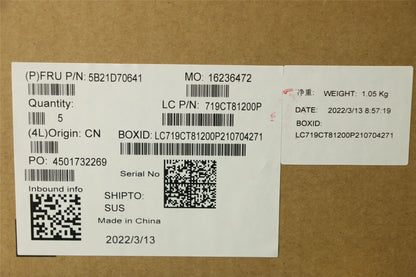 (P)FRU P/N: 5B21D70641 MO: 16236472
Quantity: LC P/N: 719CT81200P
5
(4L)Origin: CN BOXID: LC719CT81200P210704271
PO: 4501732269
Serial No
Inbound info
SHIPTO:
SUS
Made in China
2022/3/13
净重: WEIGHT: 1.05 Kg
DATE: 2022/3/13 8:57:19
BOXID:
LC719CT81200P210704271